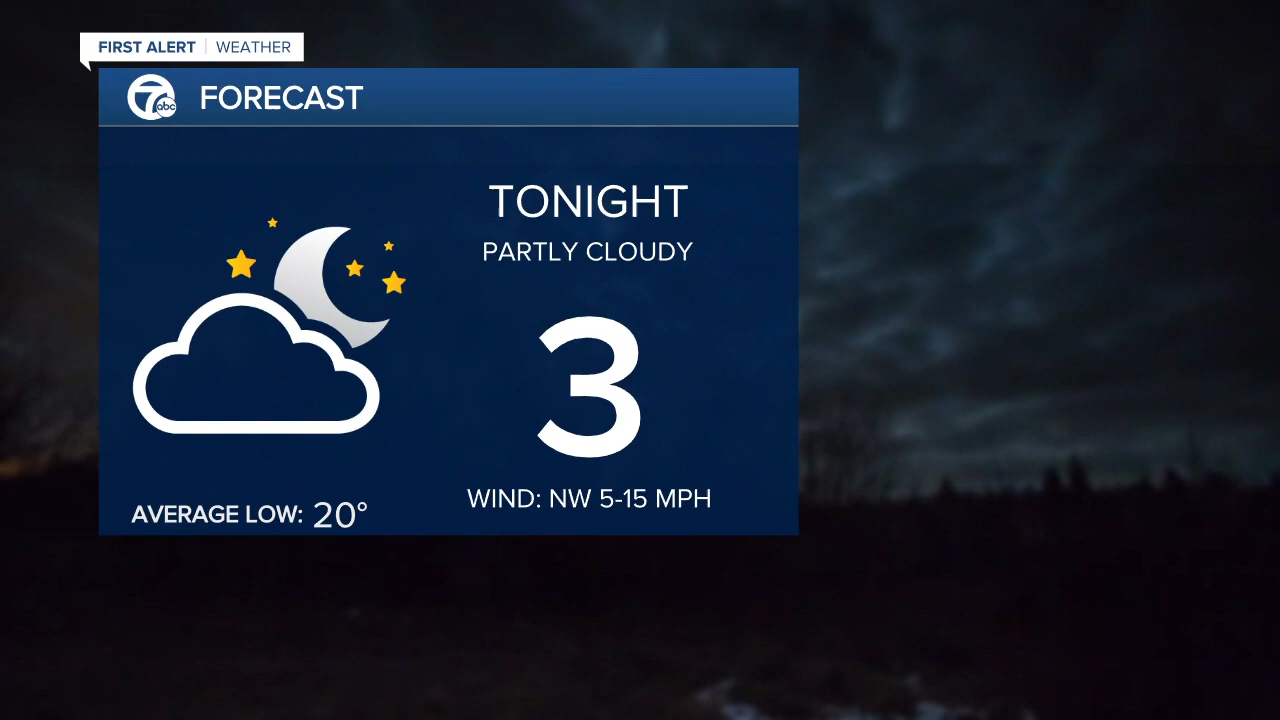 FIRST ALERT | WEATHER
7 abc FORECAST
TONIGHT
PARTLY CLOUDY
3
WIND: NW 5-15 MPH
AVERAGE LOW: 20°